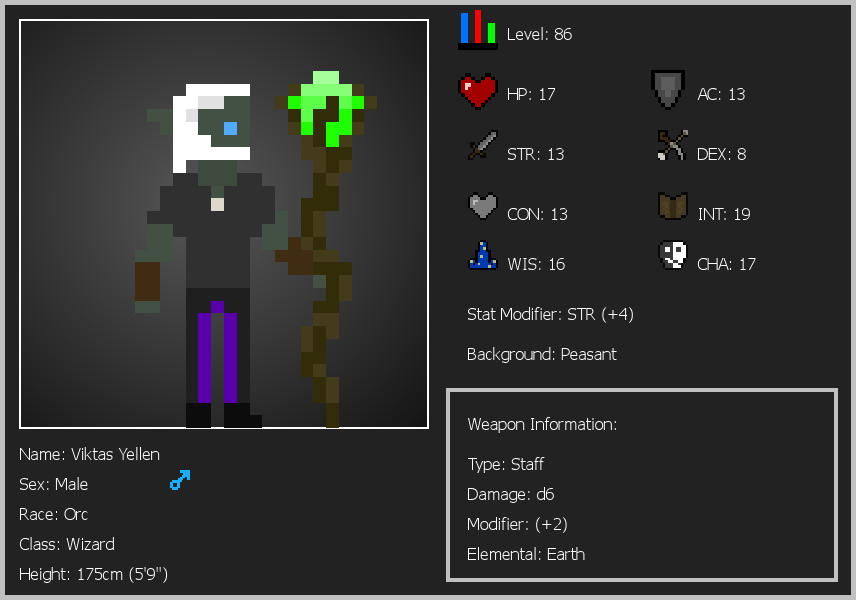 Level: 86
HP: 17
AC: 13
STR: 13
DEX: 8
CON: 13
INT: 19
WIS: 16
CHA: 17
Stat Modifier: STR (+4)
Background: Peasant
Weapon Information:
Type: Staff
Damage: d6
Modifier: (+2)
Elemental: Earth
Name: Viktas Yellen
Sex: Male
Race: Orc
Class: Wizard
Height: 175cm (5'9")